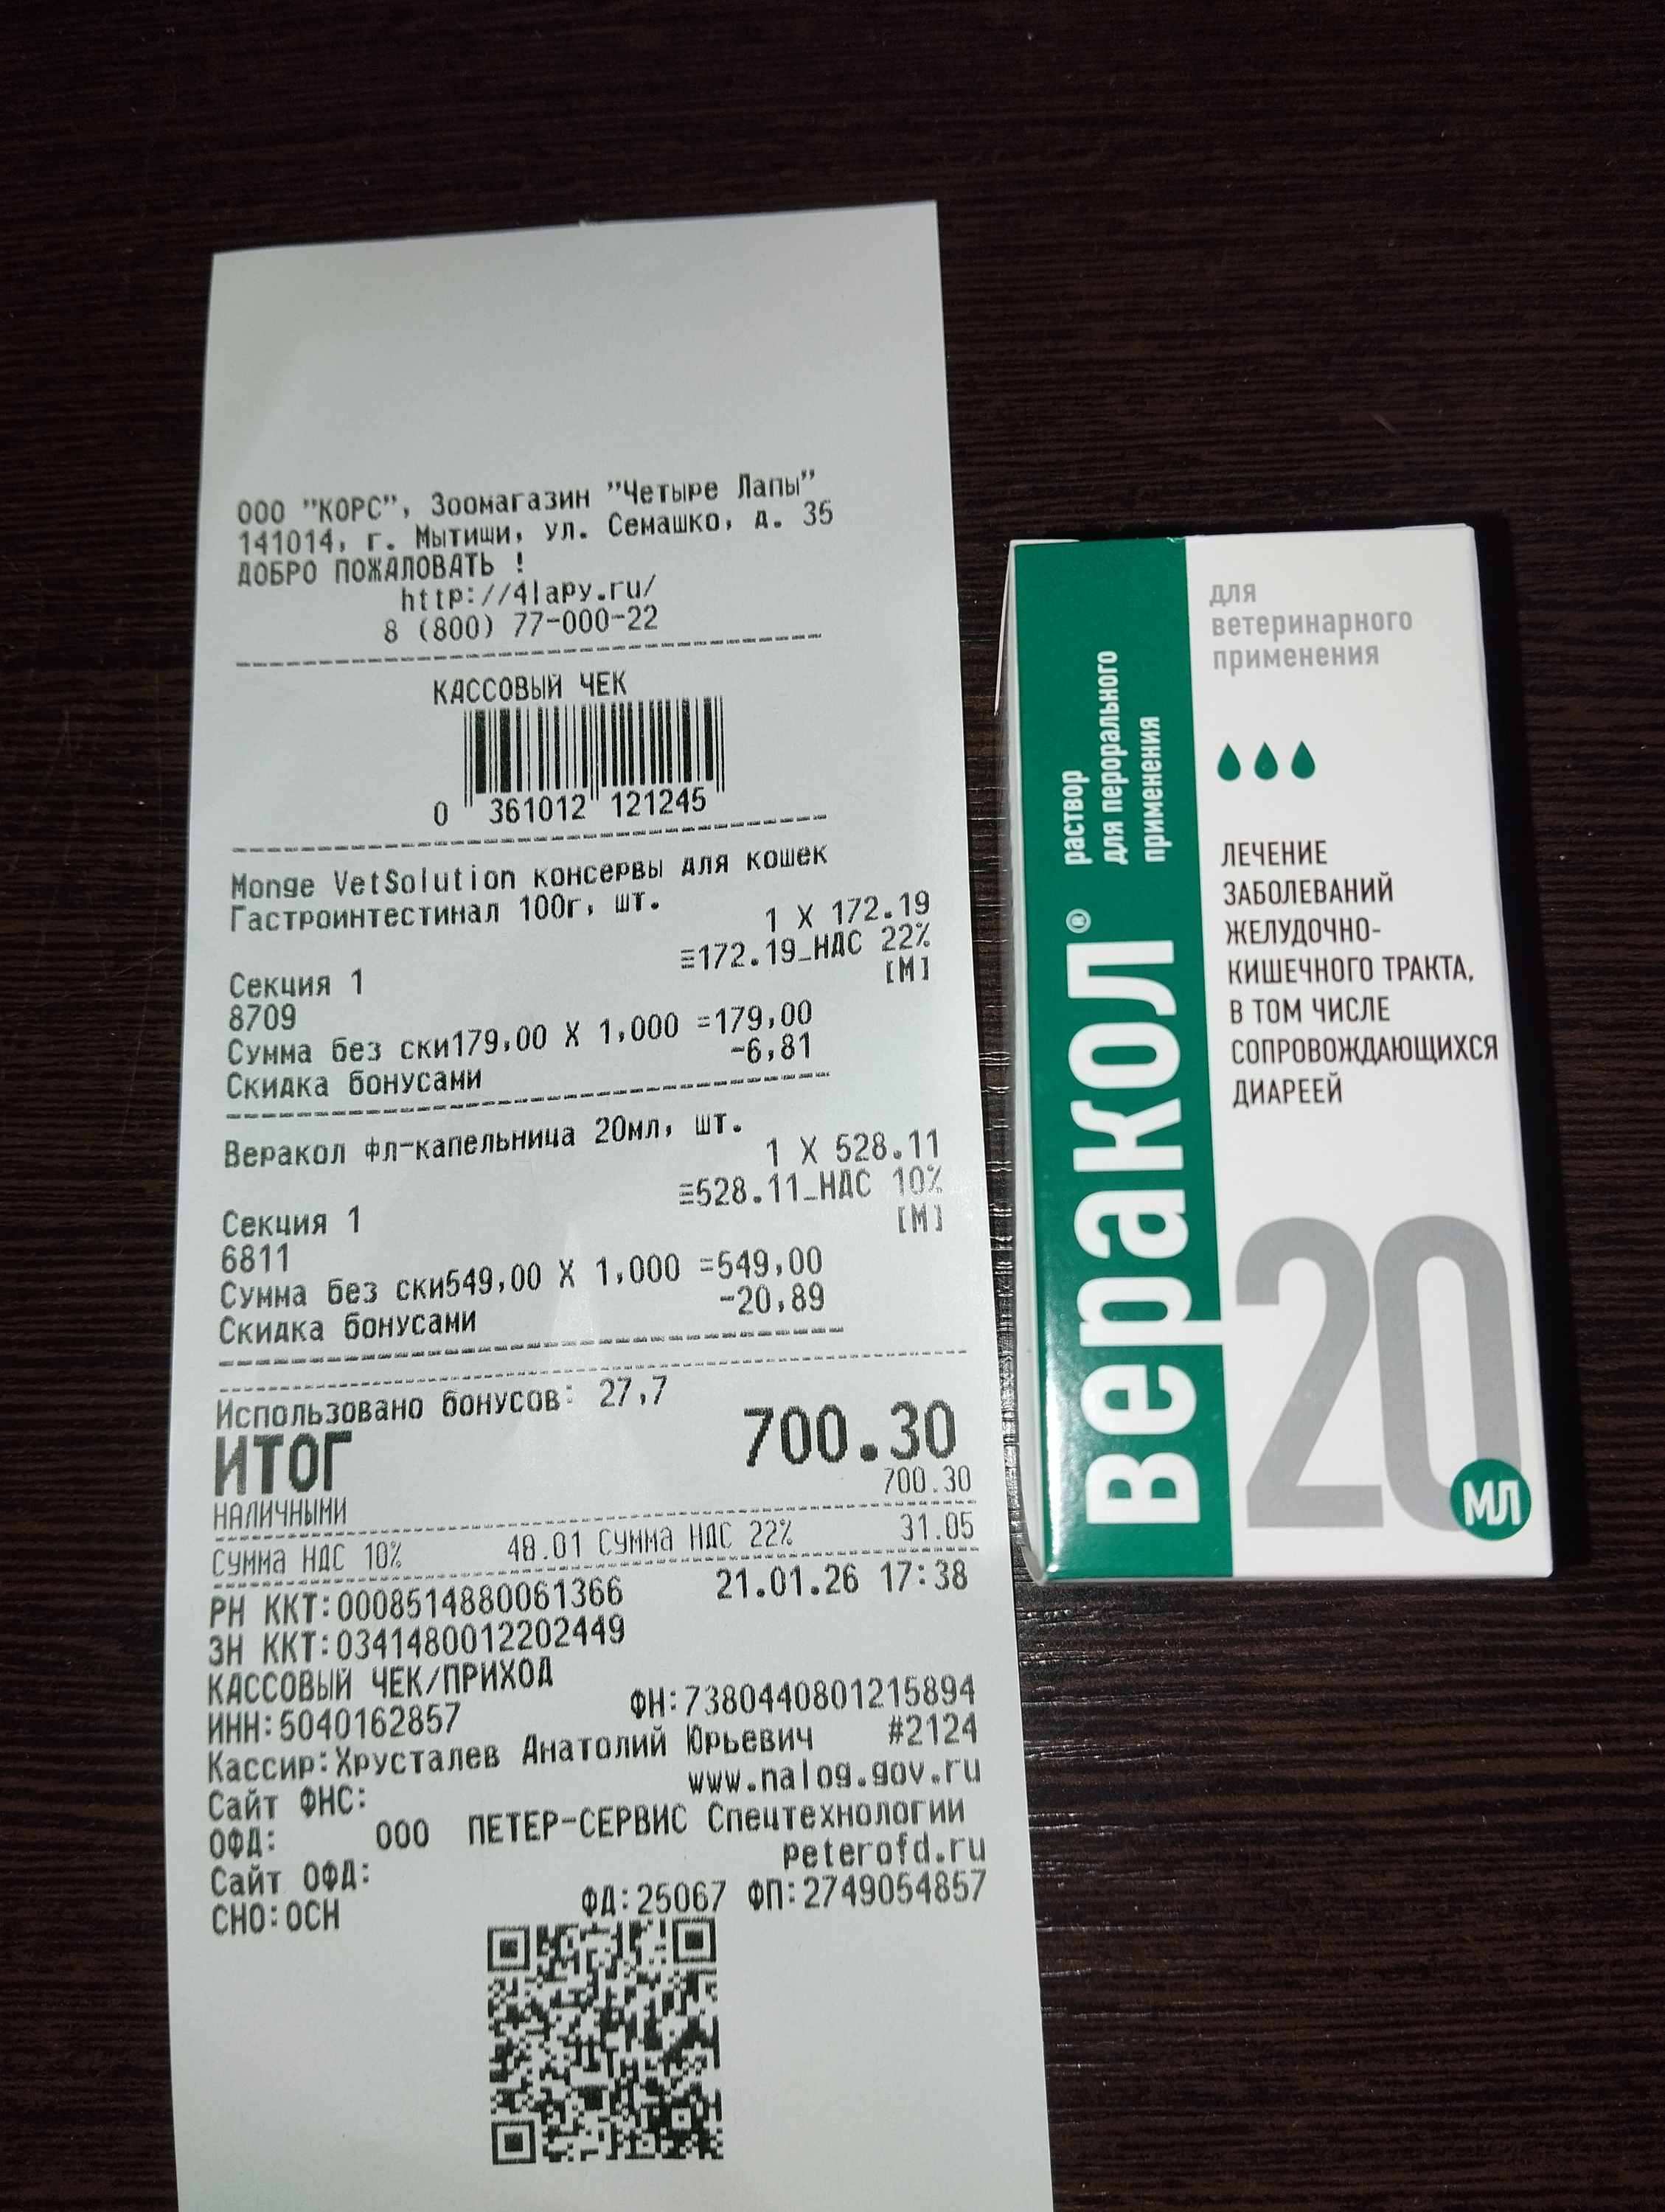 ООО "КОРС", Зоомагазин "Четыре Лапы"
141014, г. Мытищи, ул. Семашко, д. 35
ДОБРО ПОЖАЛОВАТЬ !
http://4lapy.ru/
8 (800) 77-000-22
КАССОВЫЙ ЧЕК
0 361012 121245
Monge VetSolution консервы для кошек
Гастроинтестинал 100г, шт.
1 X 172.19
≡172.19_НДС 22%
Секция 1 [М]
8709
Сумма без ски179,00 X 1,000 =179,00
Скидка бонусами -6,81
Веракол фл-капельница 20мл, шт.
1 X 528.11
≡528.11_НДС 10%
Секция 1 [М]
6811
Сумма без ски549,00 X 1,000 =549,00
Скидка бонусами -20,89
Использовано бонусов: 27,7
ИТОГ 700.30
НАЛИЧНЫМИ 700.30
СУММА НДС 10% 48.01 СУММА НДС 22% 31.05
РН ККТ:0008514880061366 21.01.26 17:38
ЗН ККТ:0341480012202449
КАССОВЫЙ ЧЕК/ПРИХОД
ИНН:5040162857 ФН:7380440801215894
Кассир:Хрусталев Анатолий Юрьевич #2124
Сайт ФНС: www.nalog.gov.ru
ОФД: ООО ПЕТЕР-СЕРВИС Спецтехнологии
Сайт ОФД: peterofd.ru
СНО:ОСН ФД:25067 ФП:2749054857
Веракол®
раствор
для перорального
применения
для
ветеринарного
применения
ЛЕЧЕНИЕ
ЗАБОЛЕВАНИЙ
ЖЕЛУДОЧНО-
КИШЕЧНОГО ТРАКТА,
В ТОМ ЧИСЛЕ
СОПРОВОЖДАЮЩИХСЯ
ДИАРЕЕЙ
20
МЛ